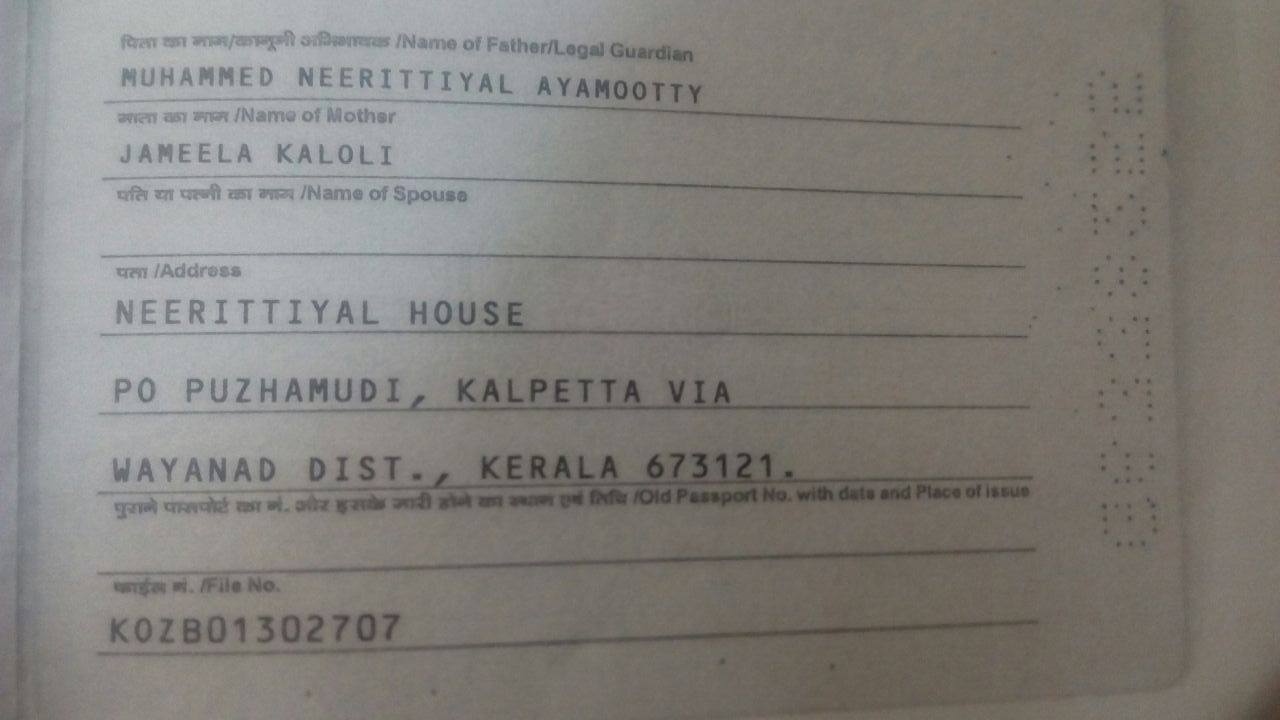 पिता का नाम/कानूनी अभिभावक /Name of Father/Legal Guardian
MUHAMMED NEERITTIYAL AYAMOOTTY
माता का नाम /Name of Mother
JAMEELA KALOLI
पति या पत्नी का नाम /Name of Spouse
पता /Address
NEERITTIYAL HOUSE
PO PUZHAMUDI, KALPETTA VIA
WAYANAD DIST., KERALA 673121.
पुराने पासपोर्ट का नं. और इसके जारी होने का स्थान एवं तिथि /Old Passport No. with date and Place of issue
फाईल नं. /File No.
KOZB01302707